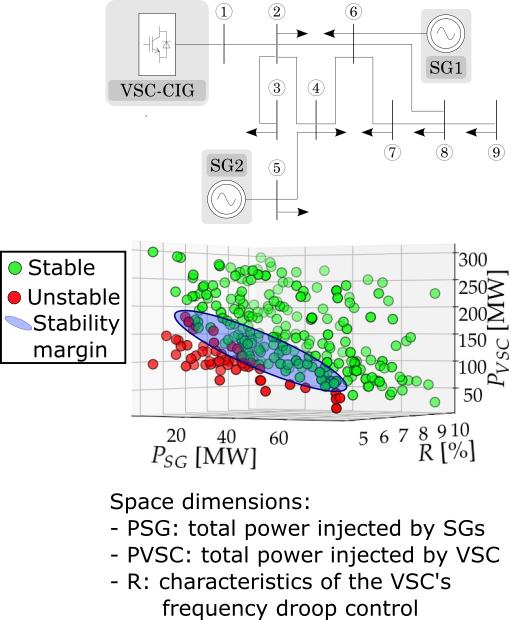 ①
②
⑥
SG1
VSC-CIG
③
④
⑦
⑧
⑨
SG2
⑤
Stable
Unstable
Stability
margin
300
250
200
150
100
50
P_VSC [MW]
20 40 60
P_SG [MW]
5 6 7 8 9 10
R [%]
Space dimensions:
- PSG: total power injected by SGs
- PVSC: total power injected by VSC
- R: characteristics of the VSC's
frequency droop control